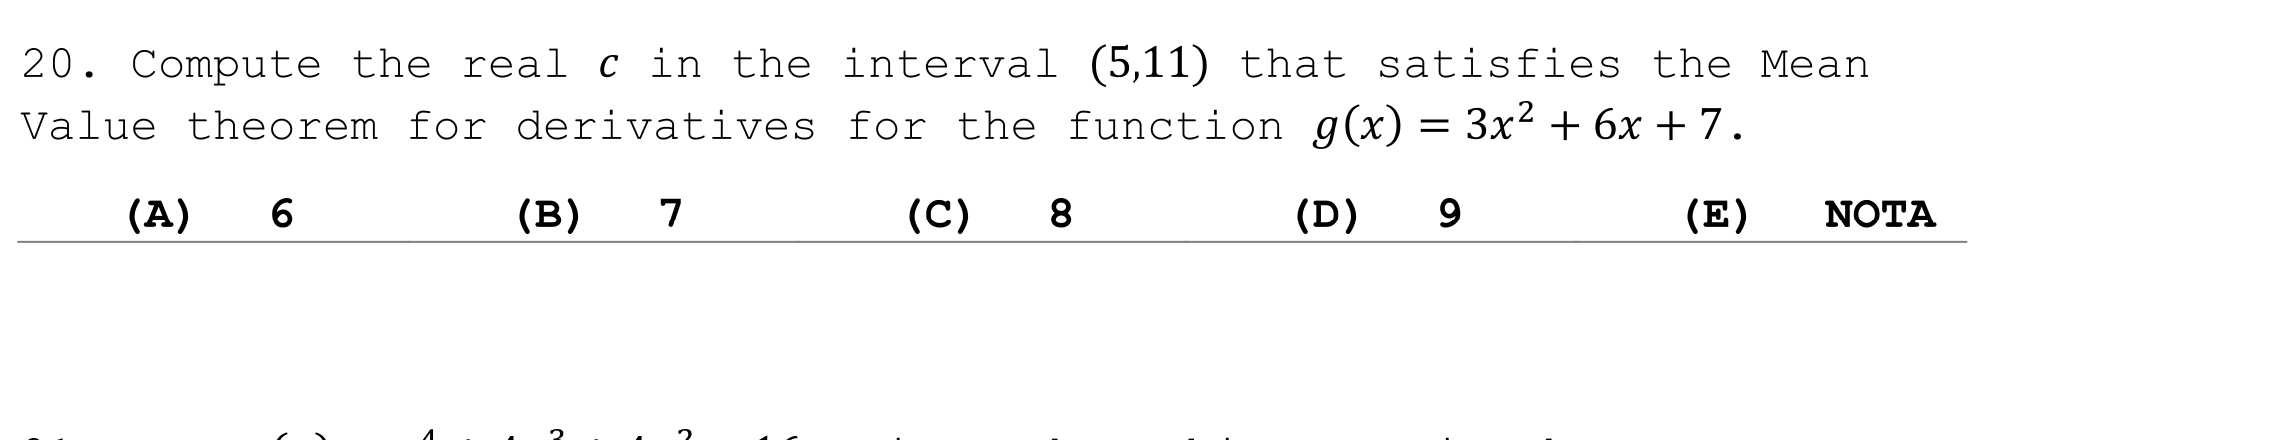 20. Compute the real c in the interval (5,11) that satisfies the Mean
Value theorem for derivatives for the function g(x) = 3x² + 6x + 7.
(A) 6 (B) 7 (C) 8 (D) 9 (E) NOTA